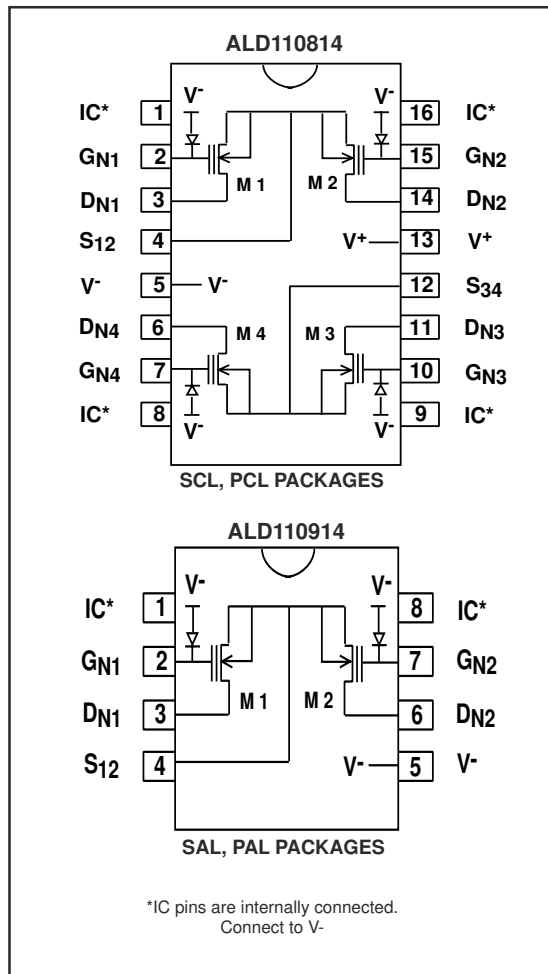 ALD110814
IC* 1 V- V- 16 IC*
GN1 2 15 GN2
M 1 M 2
DN1 3 14 DN2
S12 4 V+ 13 V+
V- 5 V- 12 S34
DN4 6 M 4 M 3 11 DN3
GN4 7 10 GN3
IC* 8 V- V- 9 IC*
SCL, PCL PACKAGES
ALD110914
IC* 1 V- V- 8 IC*
GN1 2 7 GN2
DN1 3 M 1 M 2 6 DN2
S12 4 V- 5 V-
SAL, PAL PACKAGES
*IC pins are internally connected.
Connect to V-